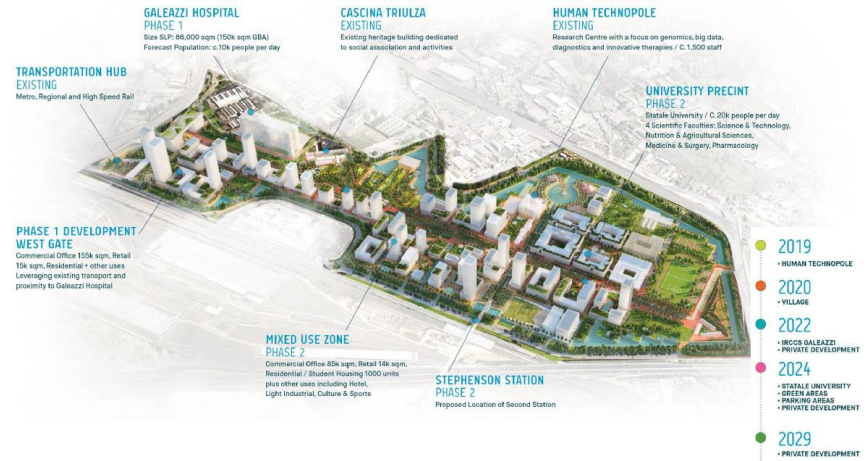 GALEAZZI HOSPITAL
PHASE 1
Size SLP: 86,000 sqm (150k sqm GBA)
Forecast Population: c.10k people per day
CASCINA TRIULZA
EXISTING
Existing heritage building dedicated
to social association and activities
HUMAN TECHNOPOLE
EXISTING
Research Centre with a focus on genomics, big data,
diagnostics and innovative therapies / C. 1,500 staff
TRANSPORTATION HUB
EXISTING
Metro, Regional and High Speed Rail
UNIVERSITY PRECINT
PHASE 2
Statale University / C. 20k people per day
4 Scientific Faculties: Science & Technology,
Nutrition & Agricultural Sciences,
Medicine & Surgery, Pharmacology
PHASE 1 DEVELOPMENT
WEST GATE
Commercial Office 155k sqm, Retail
15k sqm, Residential + other uses
Leveraging existing transport and
proximity to Galeazzi Hospital
MIXED USE ZONE
PHASE 2
Commercial Office 85k sqm, Retail 14k sqm,
Residential / Student Housing 1000 units
plus other uses including Hotel,
Light Industrial, Culture & Sports
STEPHENSON STATION
PHASE 2
Proposed Location of Second Station
2019
• HUMAN TECHNOPOLE
2020
• VILLAGE
2022
• IRCCS GALEAZZI
• PRIVATE DEVELOPMENT
2024
• STATALE UNIVERSITY
• GREEN AREAS
• PARKING AREAS
• PRIVATE DEVELOPMENT
2029
• PRIVATE DEVELOPMENT